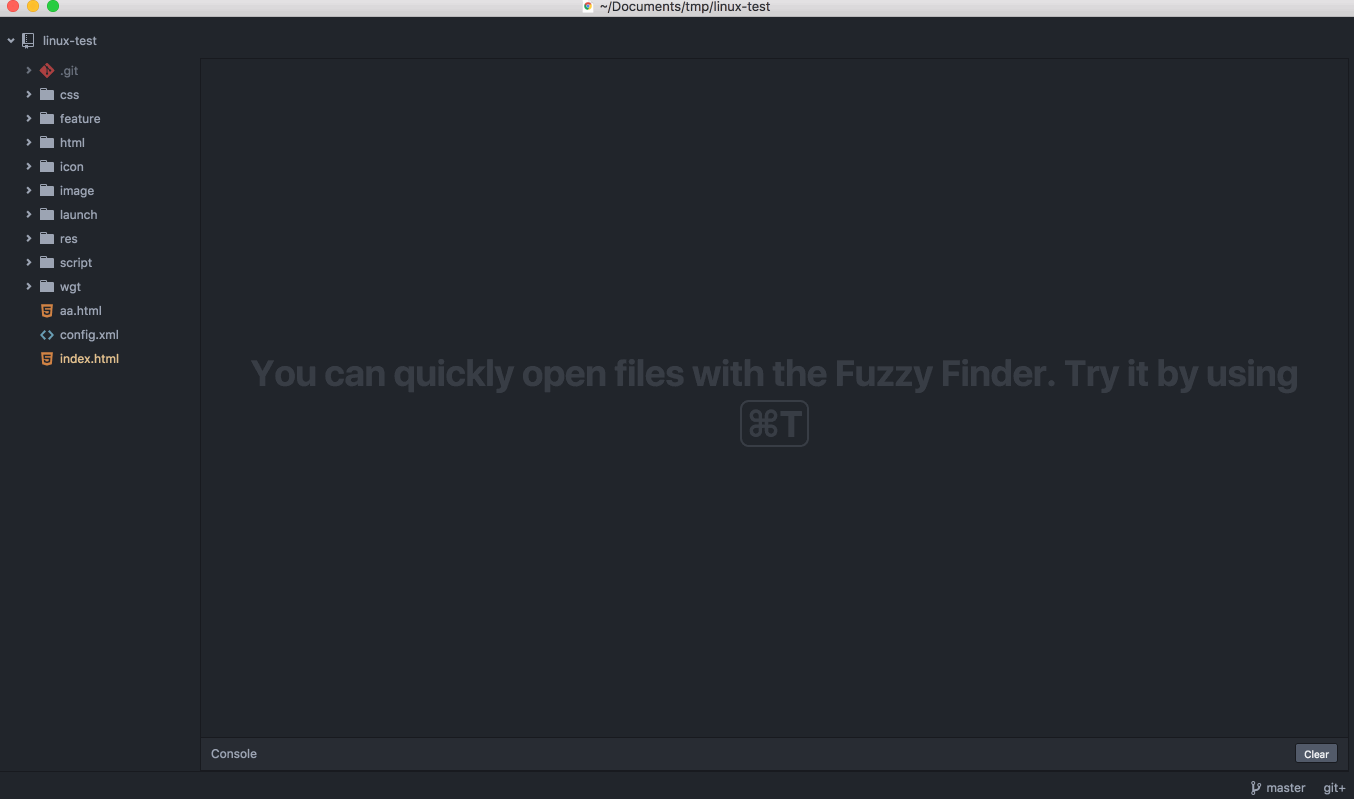 ~/Documents/tmp/linux-test
linux-test
.git
css
feature
html
icon
image
launch
res
script
wgt
aa.html
config.xml
index.html
You can quickly open files with the Fuzzy Finder. Try it by using
⌘T
Console
Clear
master
git+